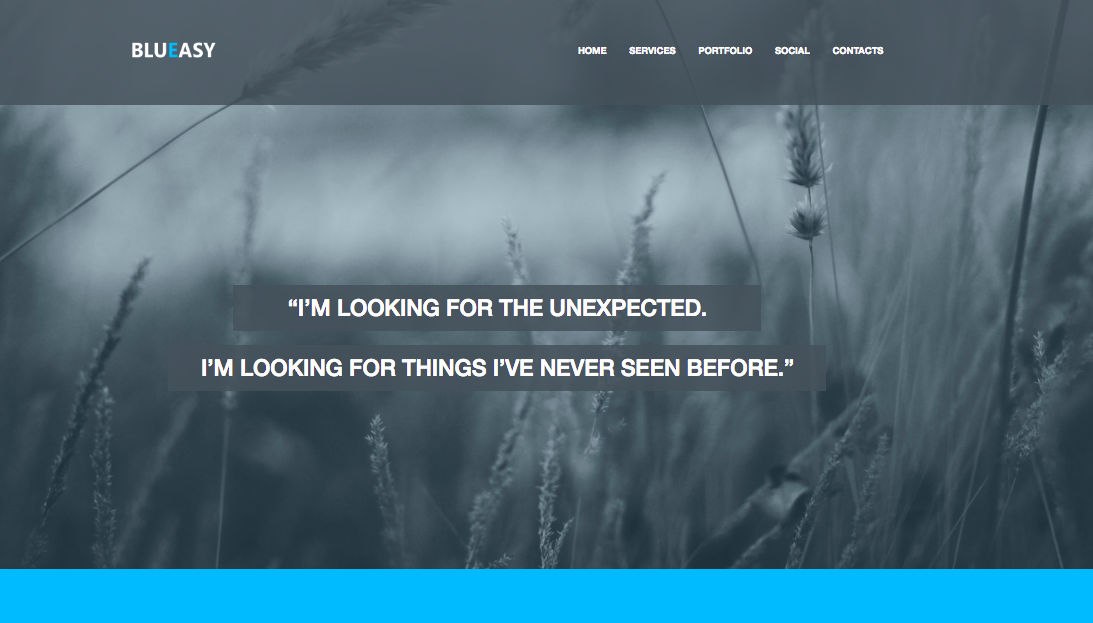 BLUEASY
HOME SERVICES PORTFOLIO SOCIAL CONTACTS
“I’M LOOKING FOR THE UNEXPECTED.
I’M LOOKING FOR THINGS I’VE NEVER SEEN BEFORE.”